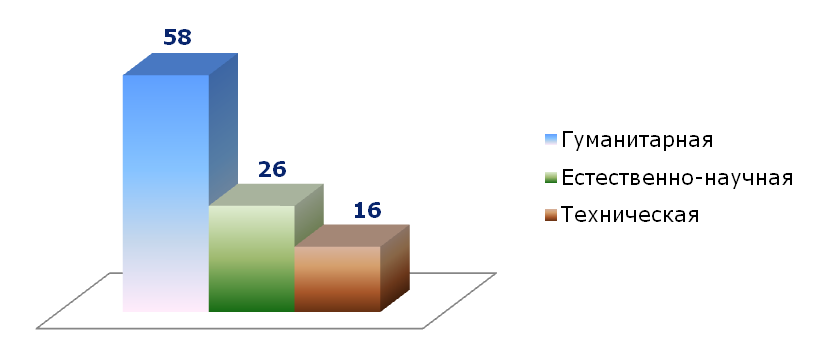 58
26
16
Гуманитарная
Естественно-научная
Техническая